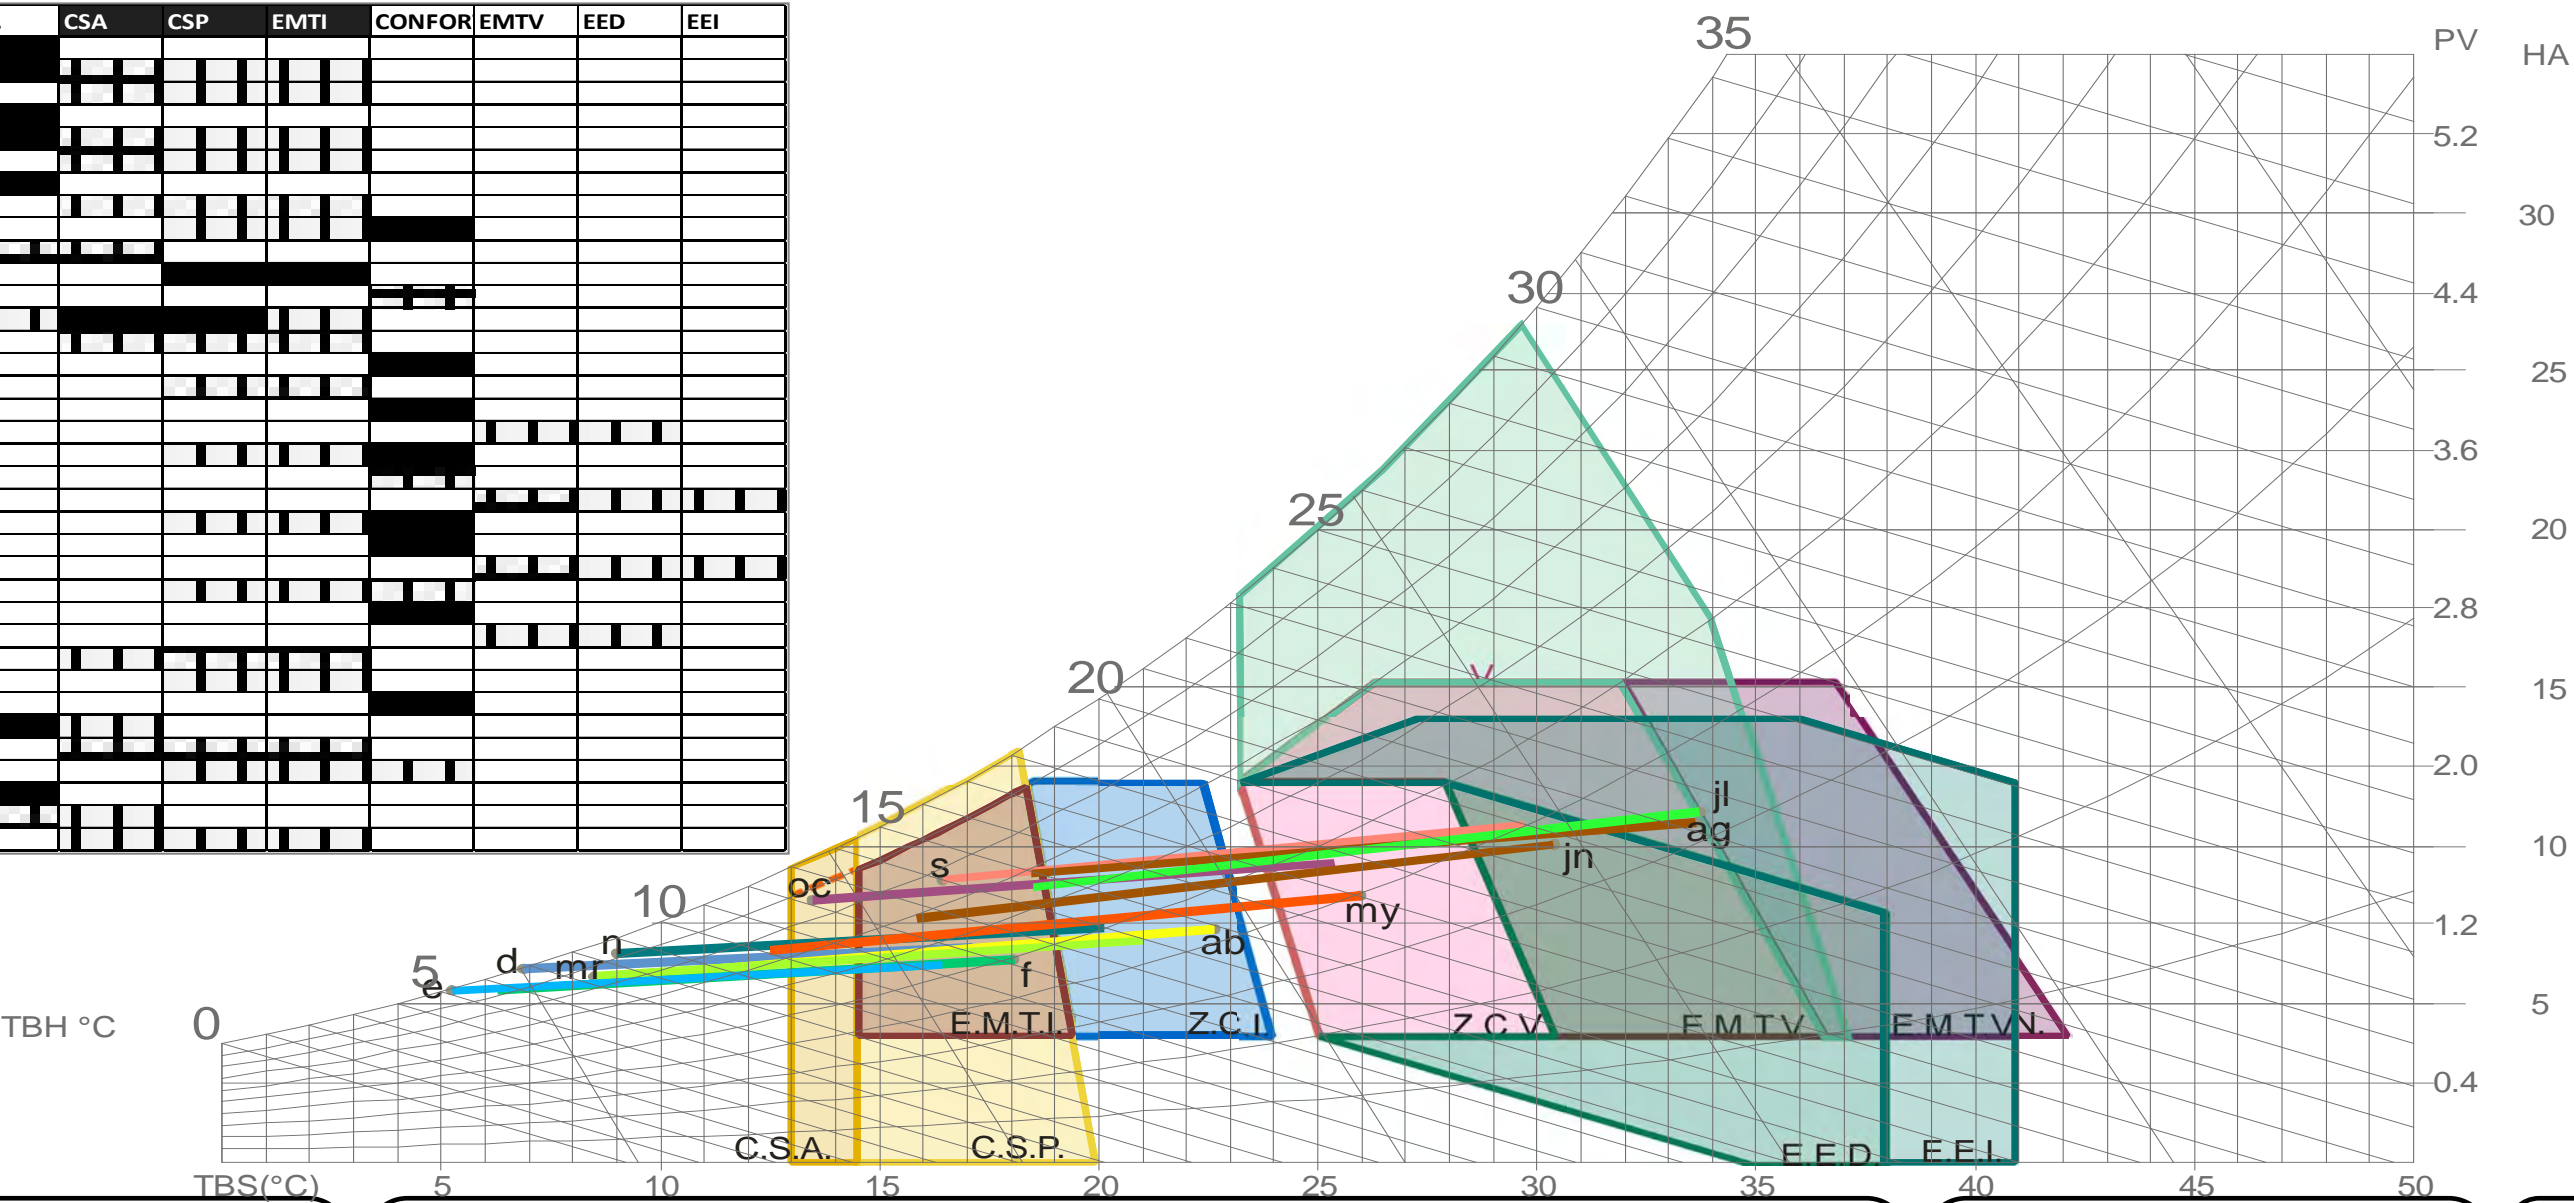 CSA CSP EMTI CONFOR EMTV EED EEI
35
PV
HA
5.2
30
30
4.4
25
3.6
25
20
2.8
20
V
15
2.0
15
jl
ag
10
s
jn
oc
10
my
1.2
n
ab
d
mr
5
f
e
5
TBH °C
0
E.M.T.I.
Z.C.I.
Z C V
E M T V
E M T V N.
0.4
C.S.A.
C.S.P.
E.E.D.
E.E.I.
TBS(°C)
5 10 15 20 25 30 35 40 45 50